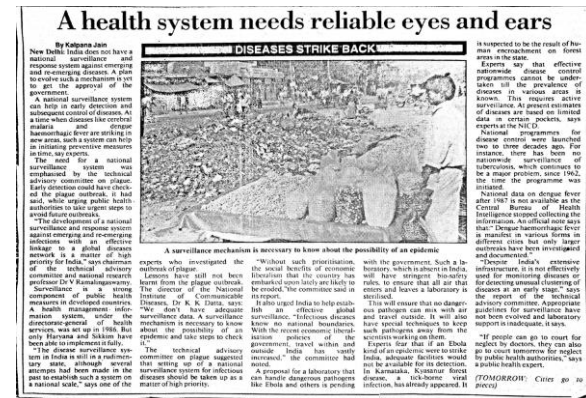 A health system needs reliable eyes and ears
By Kalpana Jain
New Delhi: India does not have a
national surveillance and
response system against emerging
and re-emerging diseases. A plan
to evolve such a mechanism is yet
to get the approval of the
government.
A national surveillance system
can help in early detection and
subsequent control of diseases. At
a time when diseases like cerebral
malaria and dengue
haemorrhagic fever are striking in
new areas, such a system can help
in initiating preventive measures
in time, say experts.
The need for a national
surveillance system was
emphasised by the technical
advisory committee on plague.
Early detection could have check-
ed the plague outbreak, it had
said, while urging public health
authorities to take urgent steps to
avoid future outbreaks.
"The development of a national
surveillance and response system
against emerging and re-emerging
infections with an effective
linkage to a global diseases
network is a matter of high
priority for India," says chairman
of the technical advisory
committee and national research
professor Dr V Ramalingaswamy.
Surveillance is a strong
component of public health
measures in developed countries.
A health management infor-
mation system, under the
directorate-general of health
services, was set up in 1986. But
only Haryana and Sikkim have
been able to implement it fully.
"The disease surveillance sys-
tem in India is still in a rudimen-
tary state, although several
attempts had been made in the
past to establish such a system on
a national scale," says one of the
DISEASES STRIKE BACK
A surveillance mechanism is necessary to know about the possibility of an epidemic
experts who investigated the
outbreak of plague.
Lessons have still not been
learnt from the plague outbreak.
The director of the National
Institute of Communicable
Diseases, Dr K K Datta, says:
"We don't have adequate
surveillance data. A surveillance
mechanism is necessary to know
about the possibility of an
epidemic and take steps to check
it."
The technical advisory
committee on plague suggested
that setting up of a national
surveillance system for infectious
diseases should be taken up as a
matter of high priority.
"Without such prioritisation,
the social benefits of economic
liberalism that the country has
embarked upon lately are likely to
be eroded," the committee said in
its report.
It also urged India to help estab-
lish an effective global
surveillance. "Infectious diseases
know no national boundaries.
With the recent economic liberal-
isation policies of the
government, travel within and
outside India has vastly
increased," the committee had
noted.
A proposal for a laboratory that
can handle dangerous pathogens
like Ebola and others is pending
with the government. Such a la-
boratory, which is absent in India,
will have stringent bio-safety
rules, to ensure that all air that
enters and leaves a laboratory is
sterilised.
This will ensure that no danger-
ous pathogen can mix with air
and travel outside. It will also
have special techniques to keep
such pathogens away from the
scientists working on them.
Experts fear that if an Ebola
kind of an epidemic were to strike
India, adequate facilities would
not be available for its detection.
In Karnataka, Kyasanur forest
disease, a tick-borne viral
infection, has already appeared. It
is suspected to be the result of hu-
man encroachment on forest
areas in the state.
Experts say that effective
nationwide disease control
programmes cannot be under-
taken till the prevalence of
diseases in various areas is
known. This requires active
surveillance. At present estimates
of diseases are based on limited
data in certain pockets, says
experts at the NICD.
National programmes for
disease control were launched
two to three decades ago. For
instance, there has been no
nationwide surveillance of
tuberculosis, which continues to
be a major problem, since 1962,
the time the programme was
initiated.
National data on dengue fever
after 1987 is not available as the
Central Bureau of Health
Intelligence stopped collecting the
information. An official note says
that:" Dengue haemorrhagic fever
is manifest in various forms in
different cities but only larger
outbreaks have been investigated
and documented."
"Despite India's extensive
infrastructure, it is not effectively
used for monitoring diseases or
for detecting unusual clustering of
diseases at an early stage," says
the report of the technical
advisory committee. Appropriate
guidelines for surveillance have
not been evolved and laboratory
support is inadequate, it says.
"If people can go to court for
neglect by doctors, they can also
go to court tomorrow for neglect
by public health authorities," says
a public health expert.
(TOMORROW: Cities go to
pieces)